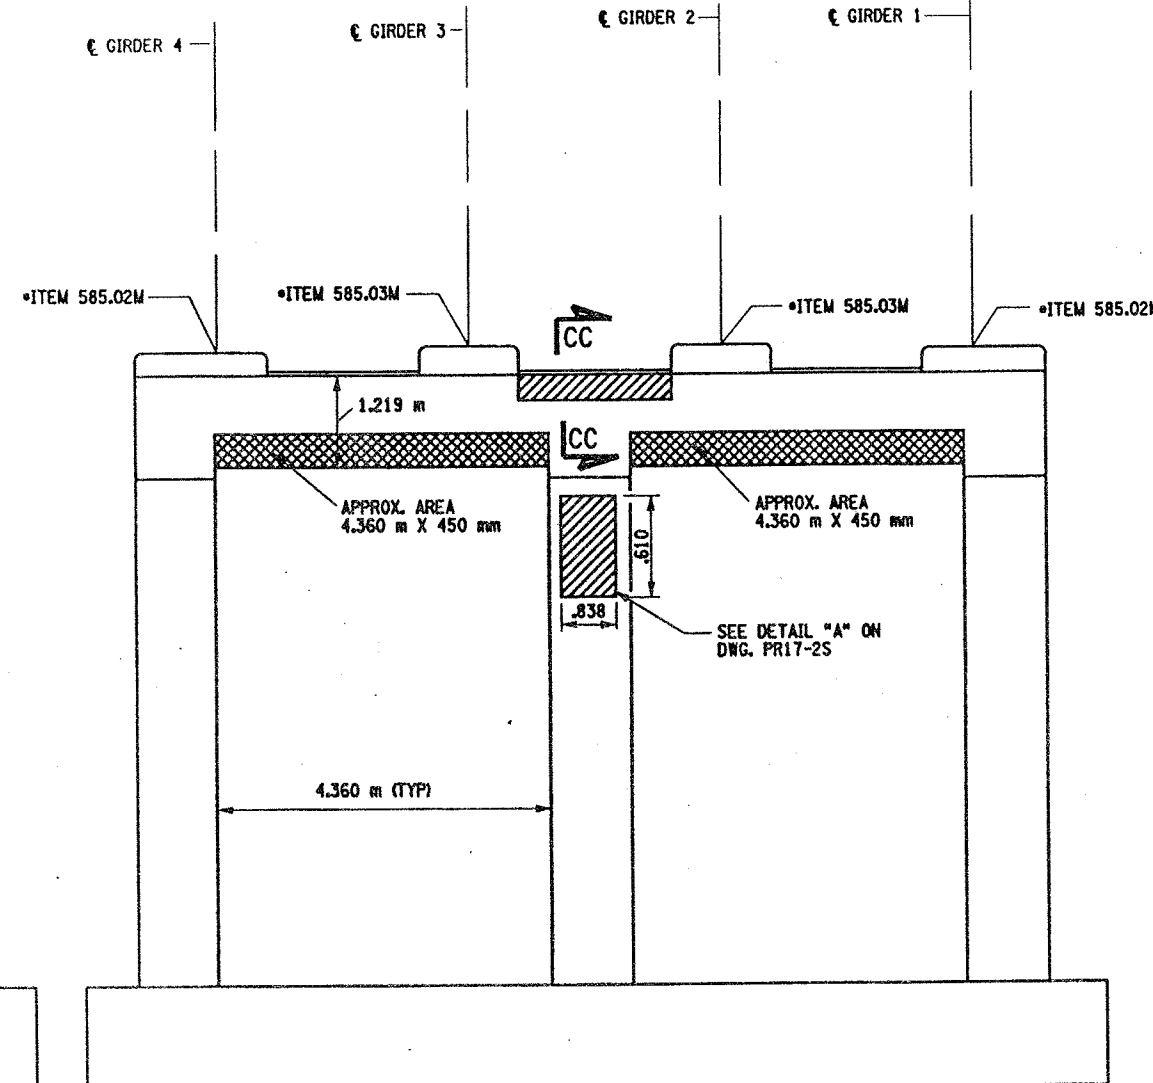 ℄ GIRDER 4
℄ GIRDER 3
℄ GIRDER 2
℄ GIRDER 1
*ITEM 585.02M
*ITEM 585.03M
*ITEM 585.03M
*ITEM 585.02
CC
1.219 m
CC
APPROX. AREA
4.360 m X 450 mm
APPROX. AREA
4.360 m X 450 mm
.610
.838
SEE DETAIL "A" ON
DWG. PR17-2S
4.360 m (TYP)